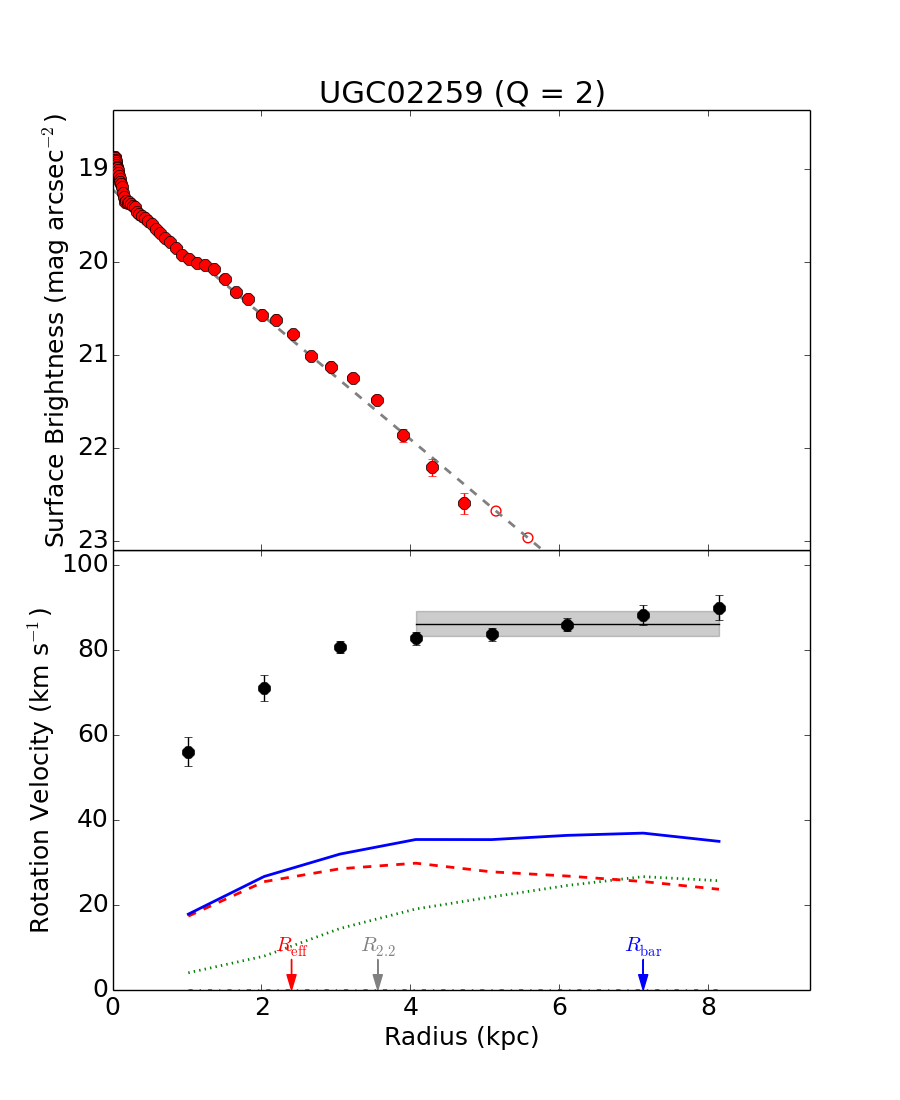 UGC02259 (Q = 2)
Surface Brightness (mag arcsec⁻²)
19
20
21
22
23
Rotation Velocity (km s⁻¹)
100
80
60
40
20
0
R_eff
R_2.2
R_bar
0 2 4 6 8
Radius (kpc)